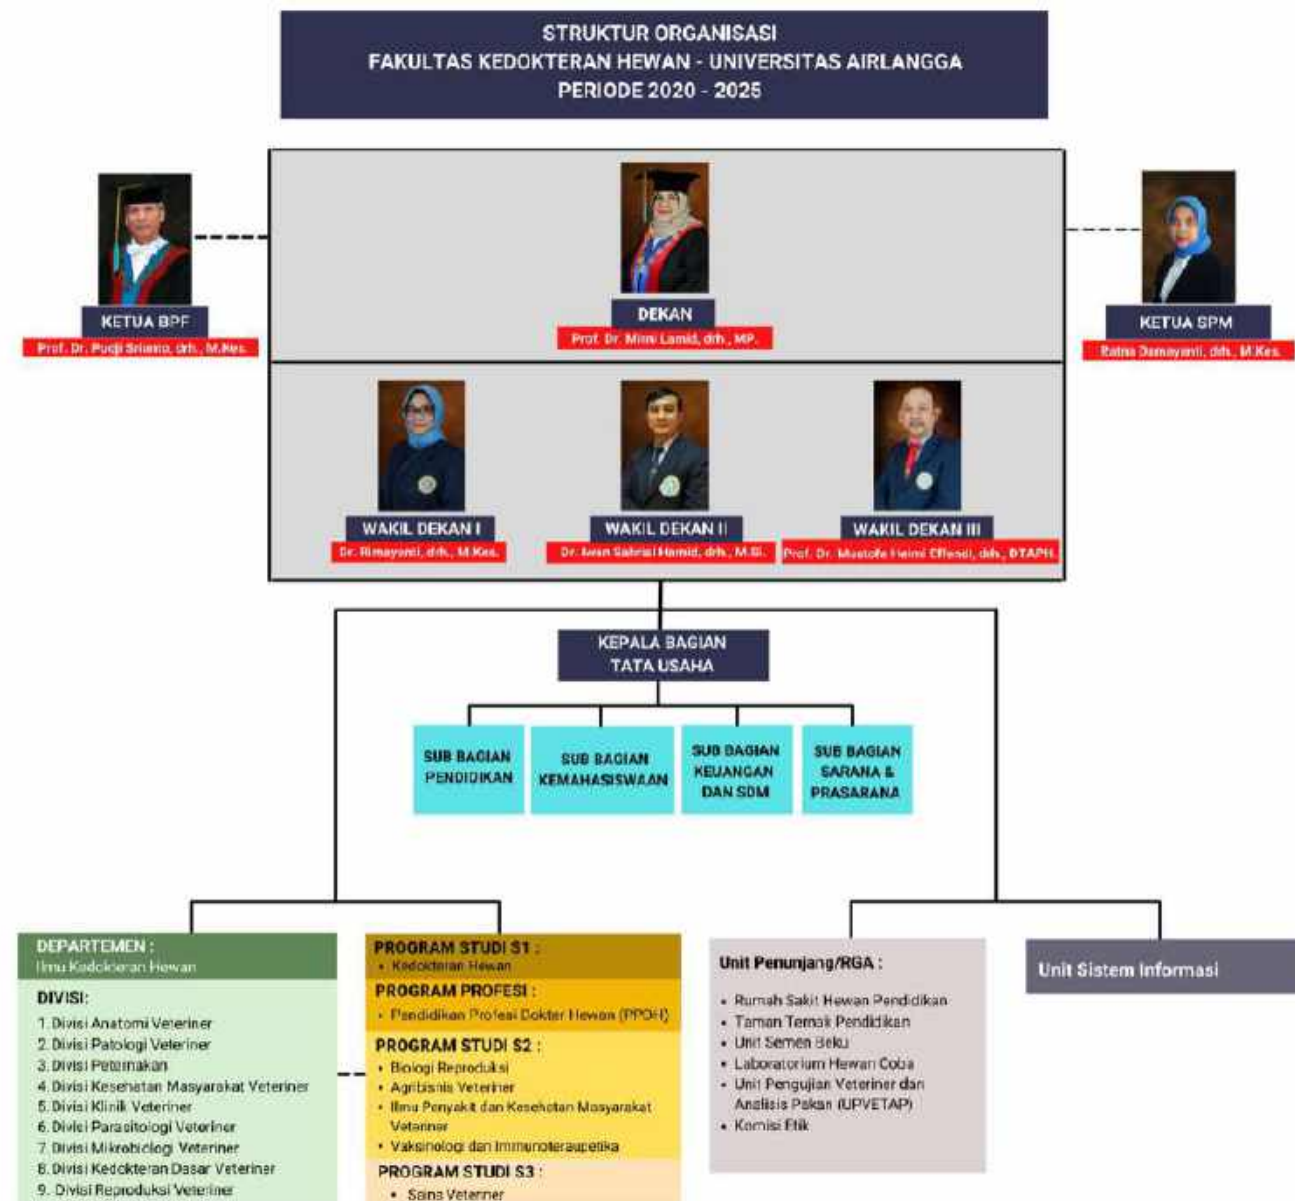 STRUKTUR ORGANISASI
FAKULTAS KEDOKTERAN HEWAN - UNIVERSITAS AIRLANGGA
PERIODE 2020 - 2025
KETUA BPF
Prof. Dr. Pudji Srianto, drh., M.Kes.
DEKAN
Prof. Dr. Mirni Lamid, drh., MP.
KETUA SPM
Ratna Damayanti, drh., M.Kes.
WAKIL DEKAN I
Dr. Rimayanti, drh., M.Kes.
WAKIL DEKAN II
Dr. Iwan Sahrial Hamid, drh., M.Si.
WAKIL DEKAN III
Prof. Dr. Mustofa Helmi Effendi, drh., DTAPH.
KEPALA BAGIAN
TATA USAHA
SUB BAGIAN
PENDIDIKAN
SUB BAGIAN
KEMAHASISWAAN
SUB BAGIAN
KEUANGAN
DAN SDM
SUB BAGIAN
SARANA &
PRASARANA
DEPARTEMEN :
Ilmu Kedokteran Hewan
DIVISI:
1. Divisi Anatomi Veteriner
2. Divisi Patologi Veteriner
3. Divisi Peternakan
4. Divisi Kesehatan Masyarakat Veteriner
5. Divisi Klinik Veteriner
6. Divisi Parasitologi Veteriner
7. Divisi Mikrobiologi Veteriner
8. Divisi Kedokteran Dasar Veteriner
9. Divisi Reproduksi Veteriner
PROGRAM STUDI S1 :
• Kedokteran Hewan
PROGRAM PROFESI :
• Pendidikan Profesi Dokter Hewan (PPDH)
PROGRAM STUDI S2 :
• Biologi Reproduksi
• Agribisnis Veteriner
• Ilmu Penyakit dan Kesehatan Masyarakat
Veteriner
• Vaksinologi dan Immunoteraupetika
PROGRAM STUDI S3 :
• Sains Veteriner
Unit Penunjang/RGA :
• Rumah Sakit Hewan Pendidikan
• Taman Ternak Pendidikan
• Unit Semen Beku
• Laboratorium Hewan Coba
• Unit Pengujian Veteriner dan
Analisis Pakan (UPVETAP)
• Komisi Etik
Unit Sistem Informasi